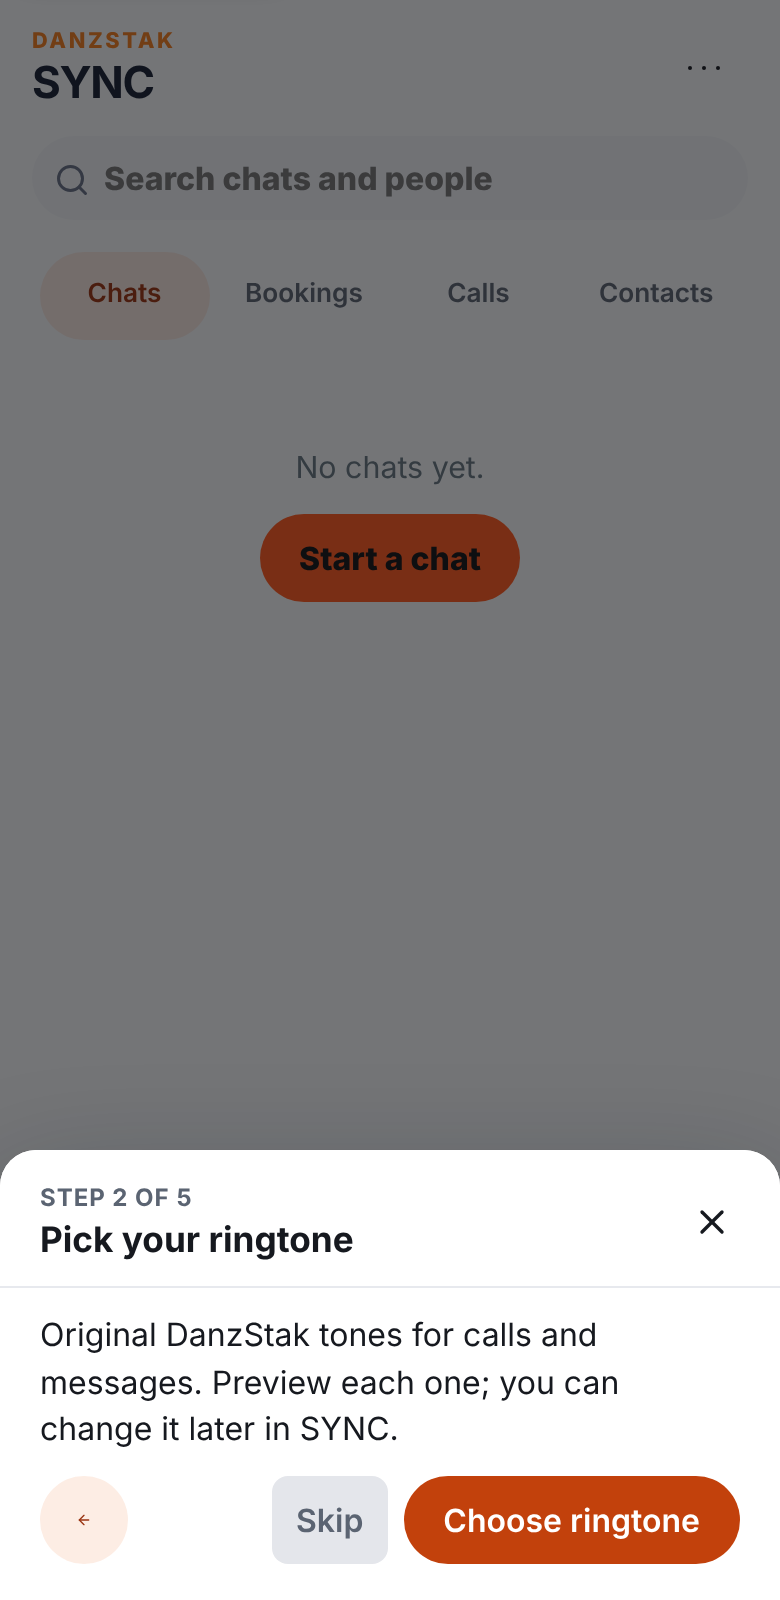 DANZSTAK
SYNC
Search chats and people
Chats
Bookings
Calls
Contacts
No chats yet.
Start a chat
STEP 2 OF 5
Pick your ringtone
Original DanzStak tones for calls and
messages. Preview each one; you can
change it later in SYNC.
Skip
Choose ringtone